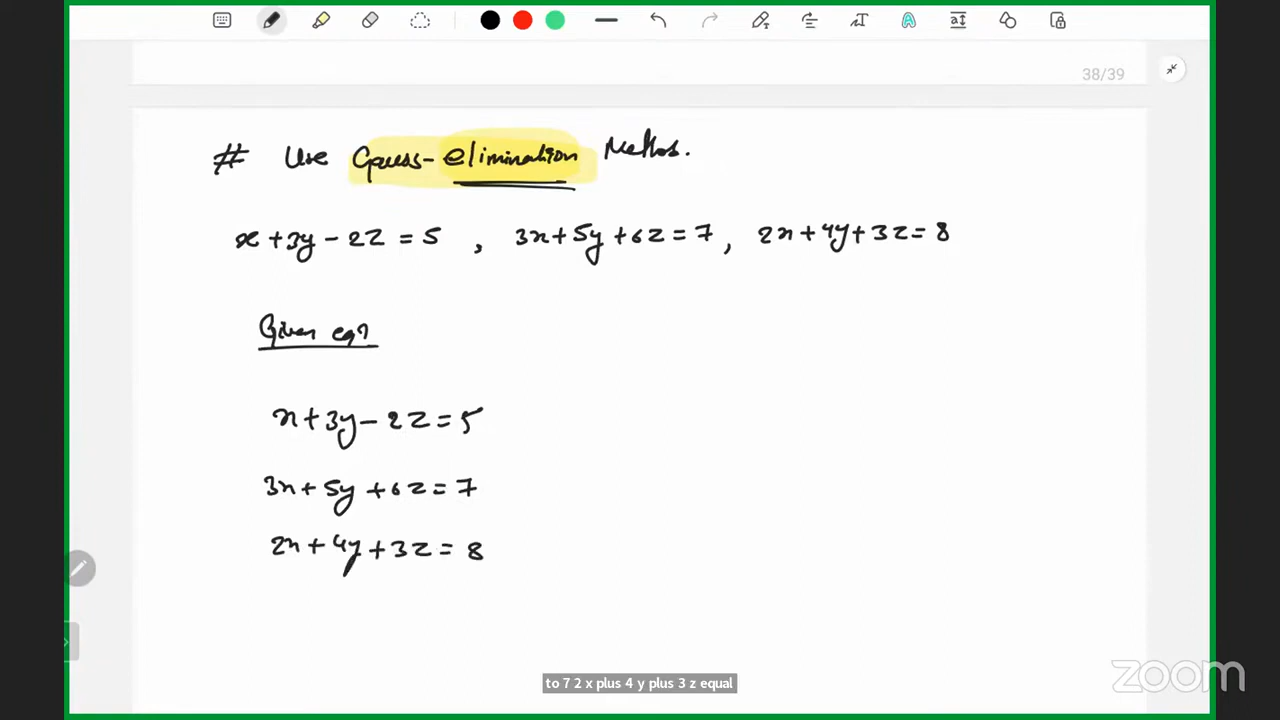 38/39
# Use Gauss-elimination Method.
x+3y-2z=5, 3x+5y+6z=7, 2x+4y+3z=8
Given eqn
x+3y-2z=5
3x+5y+6z=7
2x+4y+3z=8
to 7 2 x plus 4 y plus 3 z equal
zoom